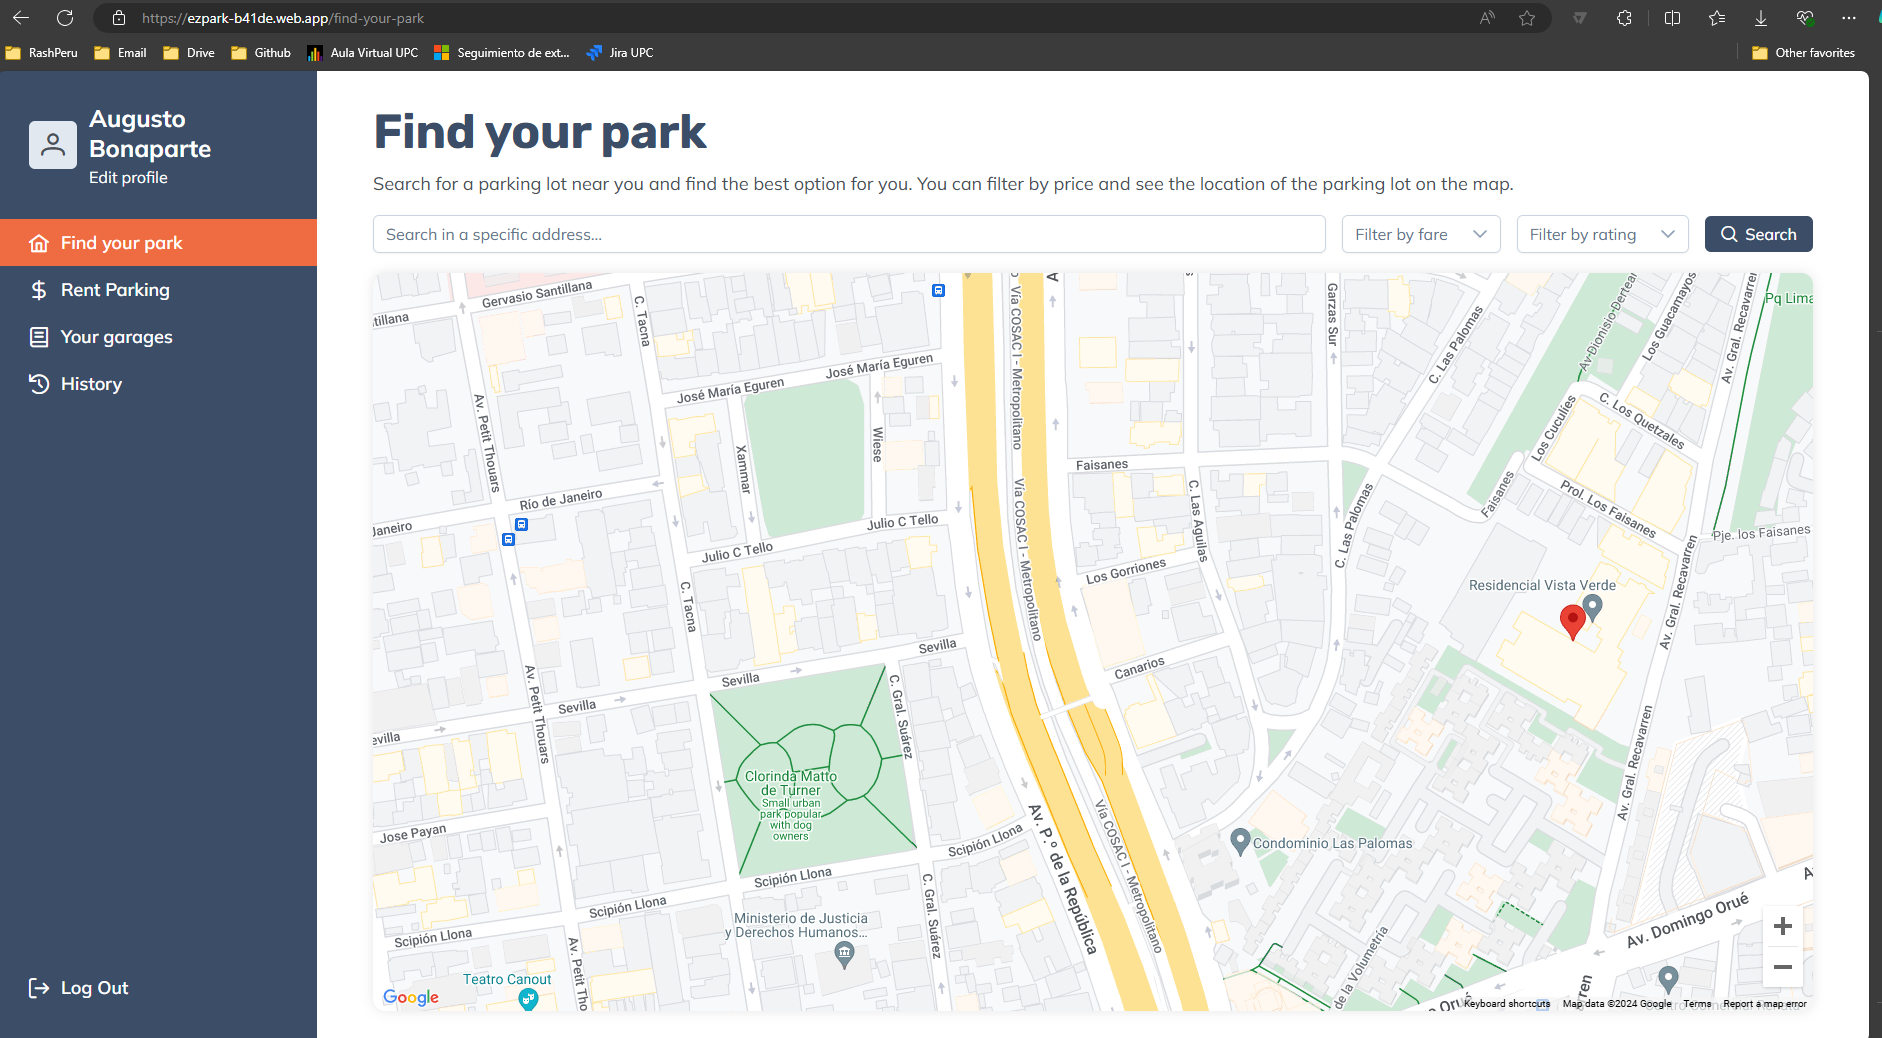 https://ezpark-b41de.web.app/find-your-park
RashPeru
Email
Drive
Github
Aula Virtual UPC
Seguimiento de ext...
Jira UPC
Other favorites
Augusto
Bonaparte
Edit profile
Find your park
Rent Parking
Your garages
History
Log Out
Find your park
Search for a parking lot near you and find the best option for you. You can filter by price and see the location of the parking lot on the map.
Search in a specific address...
Filter by fare
Filter by rating
Search
Gervasio Santillana
tillana
C. Tacna
Vía COSAC I - Metropolitano
Garzas Sur
C. Las Palomas
Av. Dionisio Dertean
Los Guacamayos
Av. Gral. Recavarren
Pq Lima
José María Eguren
José María Eguren
Av. Petit Thouars
Xammar
Wiese
Los Cuculíes
C. Los Quetzales
Faisanes
Río de Janeiro
Janeiro
Julio C Tello
Julio C Tello
Vía COSAC I - Metropolitano
C. Las Aguilas
C. Las Palomas
Faisanes
Prol. Los Faisanes
Pje. los Faisanes
Los Gorriones
C. Tacna
Residencial Vista Verde
Av. Gral. Recavarren
Sevilla
Sevilla
Sevilla
evilla
Av. Petit Thouars
C. Gral. Suárez
Canarios
Clorinda Matto
de Turner
Small urban
park popular
with dog
owners
Av. Gral. Recavarren
Jose Payan
Scipión Llona
Av. P.º de la República
Vía COSAC I - Metropolitano
Condominio Las Palomas
Scipión Llona
Scipión Llona
Scipión Llona
C. Gral. Suárez
Ministerio de Justicia
y Derechos Humanos...
Av. Petit Tho
Teatro Canout
de la Volumetría
Av. Domingo Orué
ren
Google
Keyboard shortcuts
Map data ©2024 Google
Terms
Report a map error